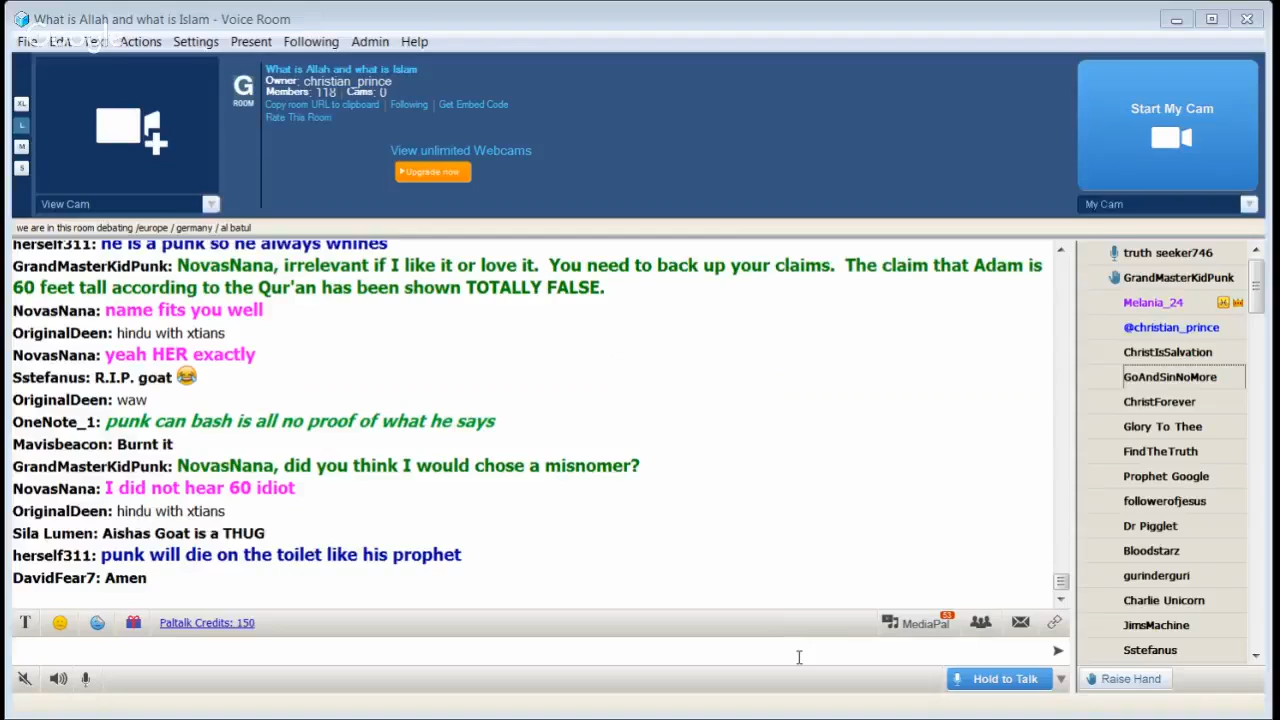 What is Allah and what is Islam - Voice Room
Google
File Edit Text Actions Settings Present Following Admin Help
XL
L
M
S
G
ROOM
What is Allah and what is Islam
Owner: christian_prince
Members: 118 Cams: 0
Copy room URL to clipboard | Following | Get Embed Code
Rate This Room
View unlimited Webcams
Upgrade now
Start My Cam
View Cam
My Cam
we are in this room debating /europe / germany / al batul
herself311: he is a punk so he always whines
GrandMasterKidPunk: NovasNana, irrelevant if I like it or love it. You need to back up your claims. The claim that Adam is
60 feet tall according to the Qur'an has been shown TOTALLY FALSE.
NovasNana: name fits you well
OriginalDeen: hindu with xtians
NovasNana: yeah HER exactly
Sstefanus: R.I.P. goat 😂
OriginalDeen: waw
OneNote_1: punk can bash is all no proof of what he says
Mavisbeacon: Burnt it
GrandMasterKidPunk: NovasNana, did you think I would chose a misnomer?
NovasNana: I did not hear 60 idiot
OriginalDeen: hindu with xtians
Sila Lumen: Aishas Goat is a THUG
herself311: punk will die on the toilet like his prophet
DavidFear7: Amen
truth seeker746
GrandMasterKidPunk
Melania_24
@christian_prince
ChristIsSalvation
GoAndSinNoMore
ChristForever
Glory To Thee
FindTheTruth
Prophet Google
followerofjesus
Dr Pigglet
Bloodstarz
gurinderguri
Charlie Unicorn
JimsMachine
Sstefanus
T
Paltalk Credits: 150
MediaPal
53
Hold to Talk
Raise Hand